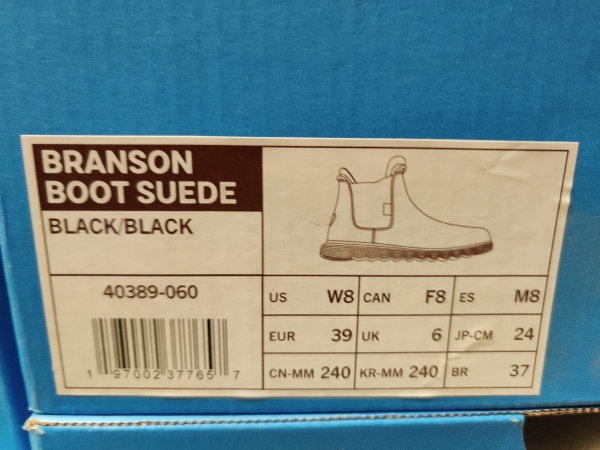 BRANSON
BOOT SUEDE
BLACK/BLACK
40389-060
1 97002 37765 7
US W8 CAN F8 ES M8
EUR 39 UK 6 JP-CM 24
CN-MM 240 KR-MM 240 BR 37